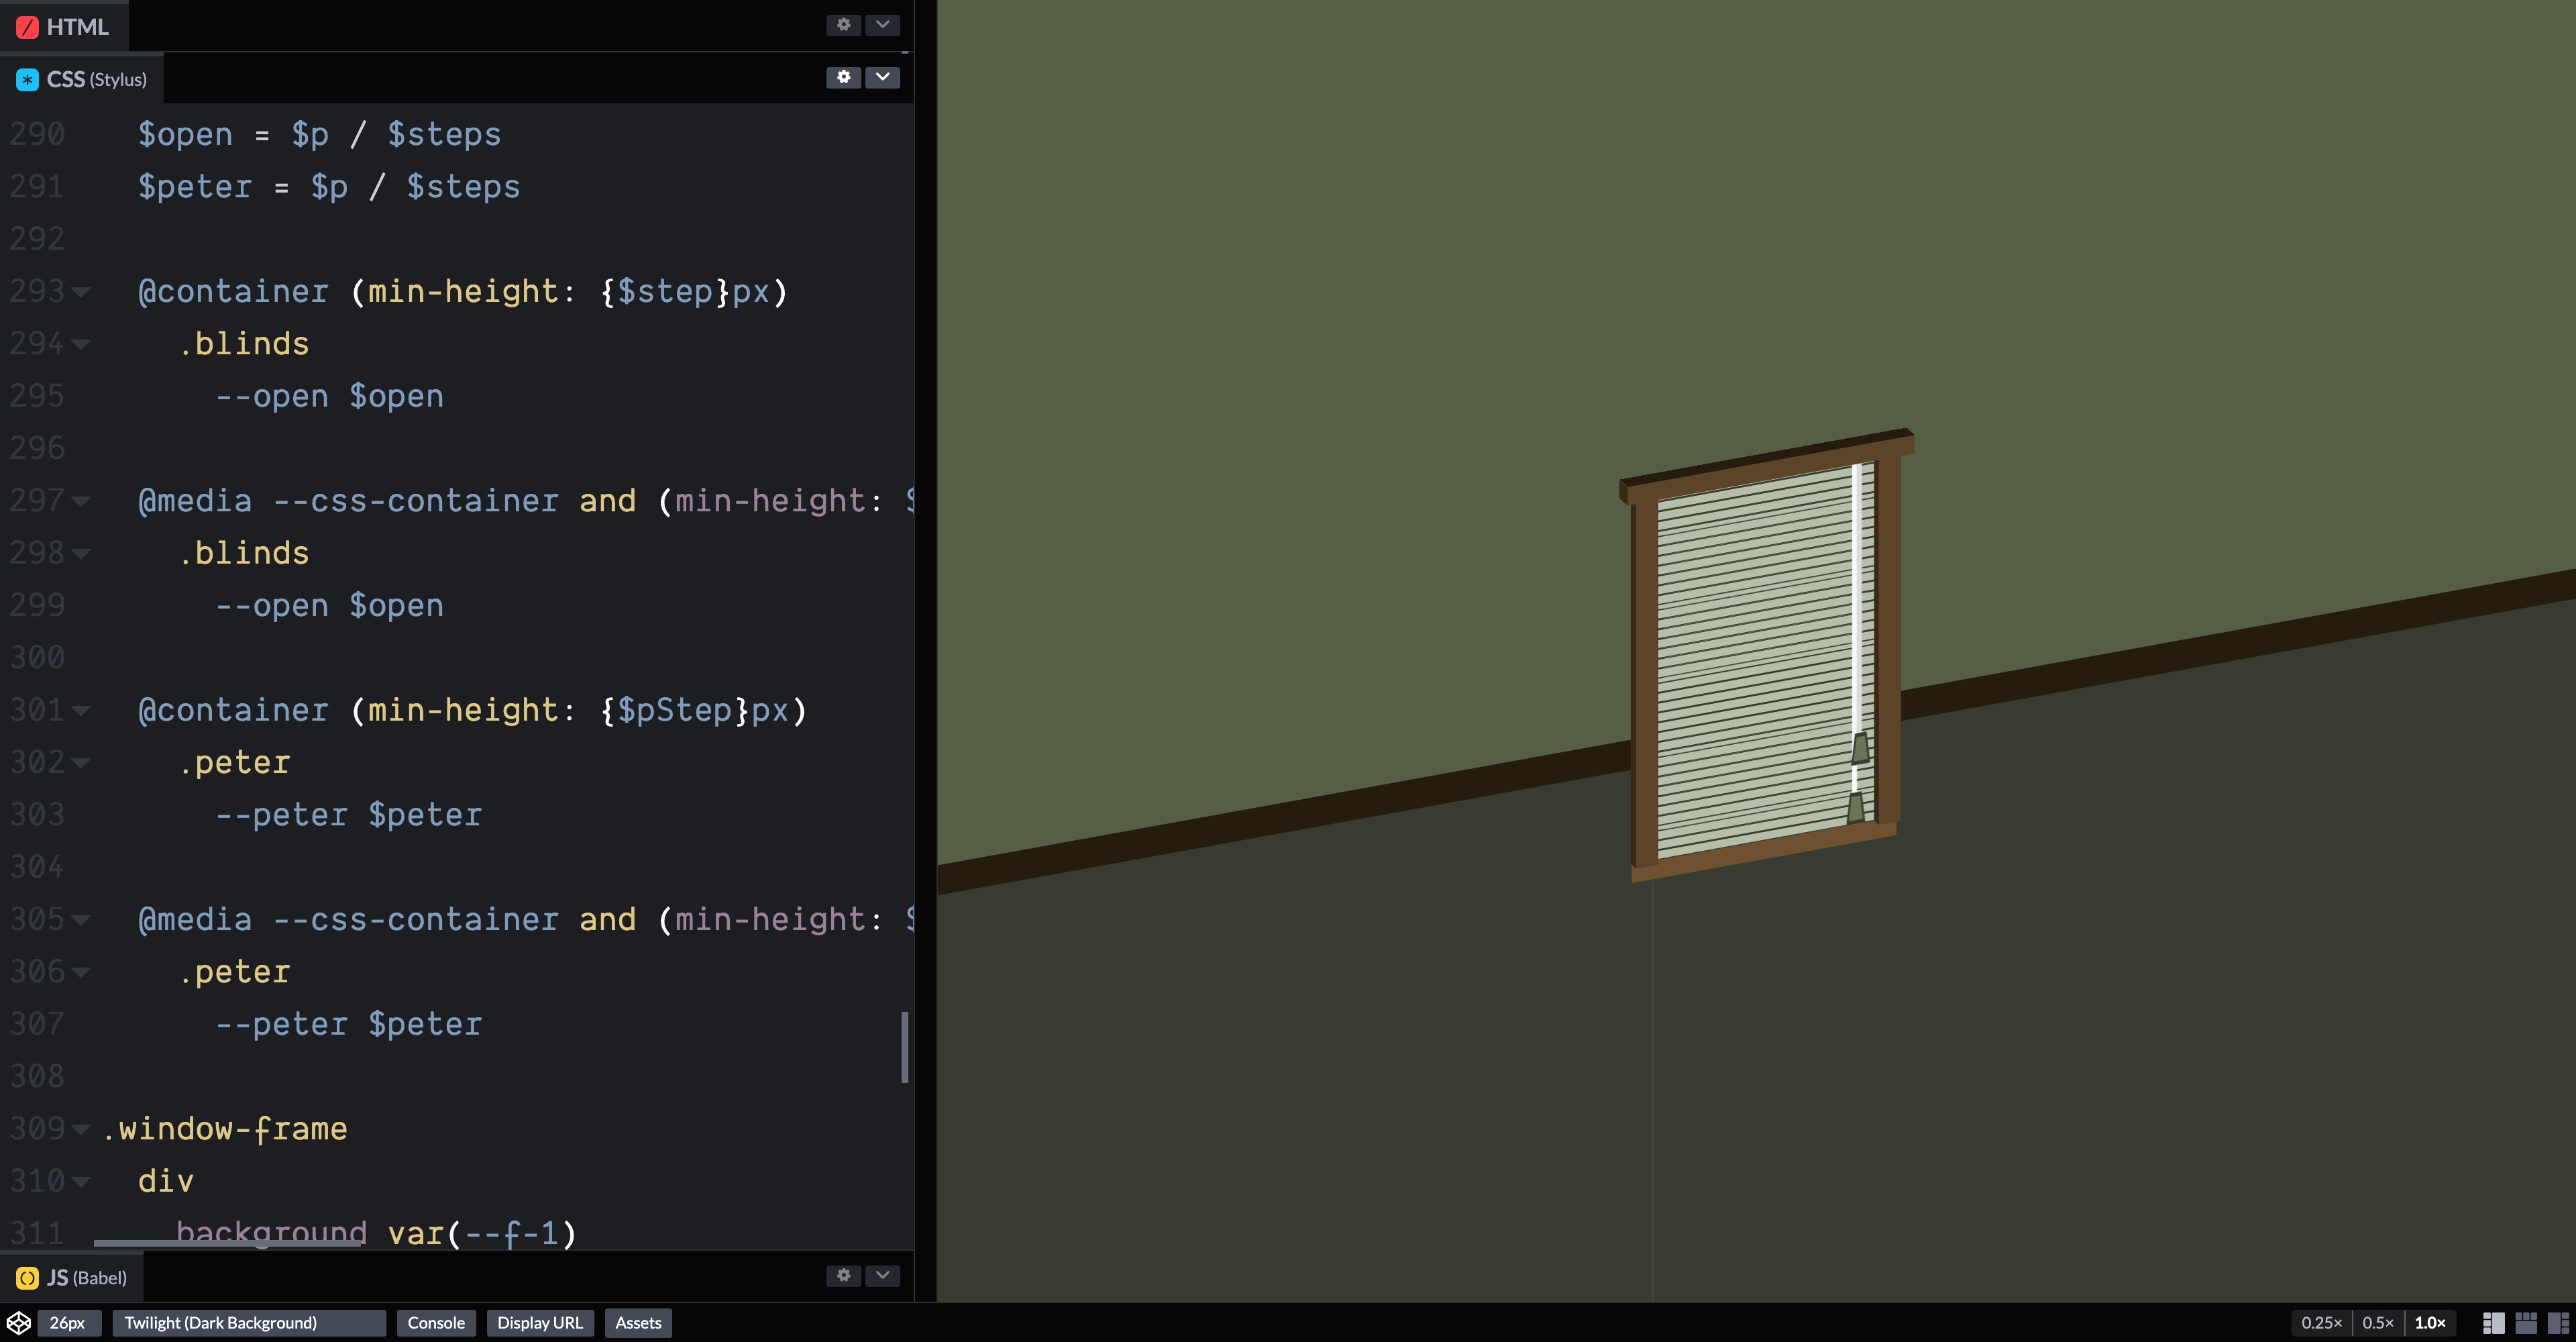 HTML
CSS (Stylus)
290 $open = $p / $steps
291 $peter = $p / $steps
292
293 @container (min-height: {$step}px)
294 .blinds
295 --open $open
296
297 @media --css-container and (min-height: $
298 .blinds
299 --open $open
300
301 @container (min-height: {$pStep}px)
302 .peter
303 --peter $peter
304
305 @media --css-container and (min-height: $
306 .peter
307 --peter $peter
308
309 .window-frame
310 div
311 background var(--f-1)
JS (Babel)
26px Twilight (Dark Background) Console Display URL Assets 0.25× 0.5× 1.0×